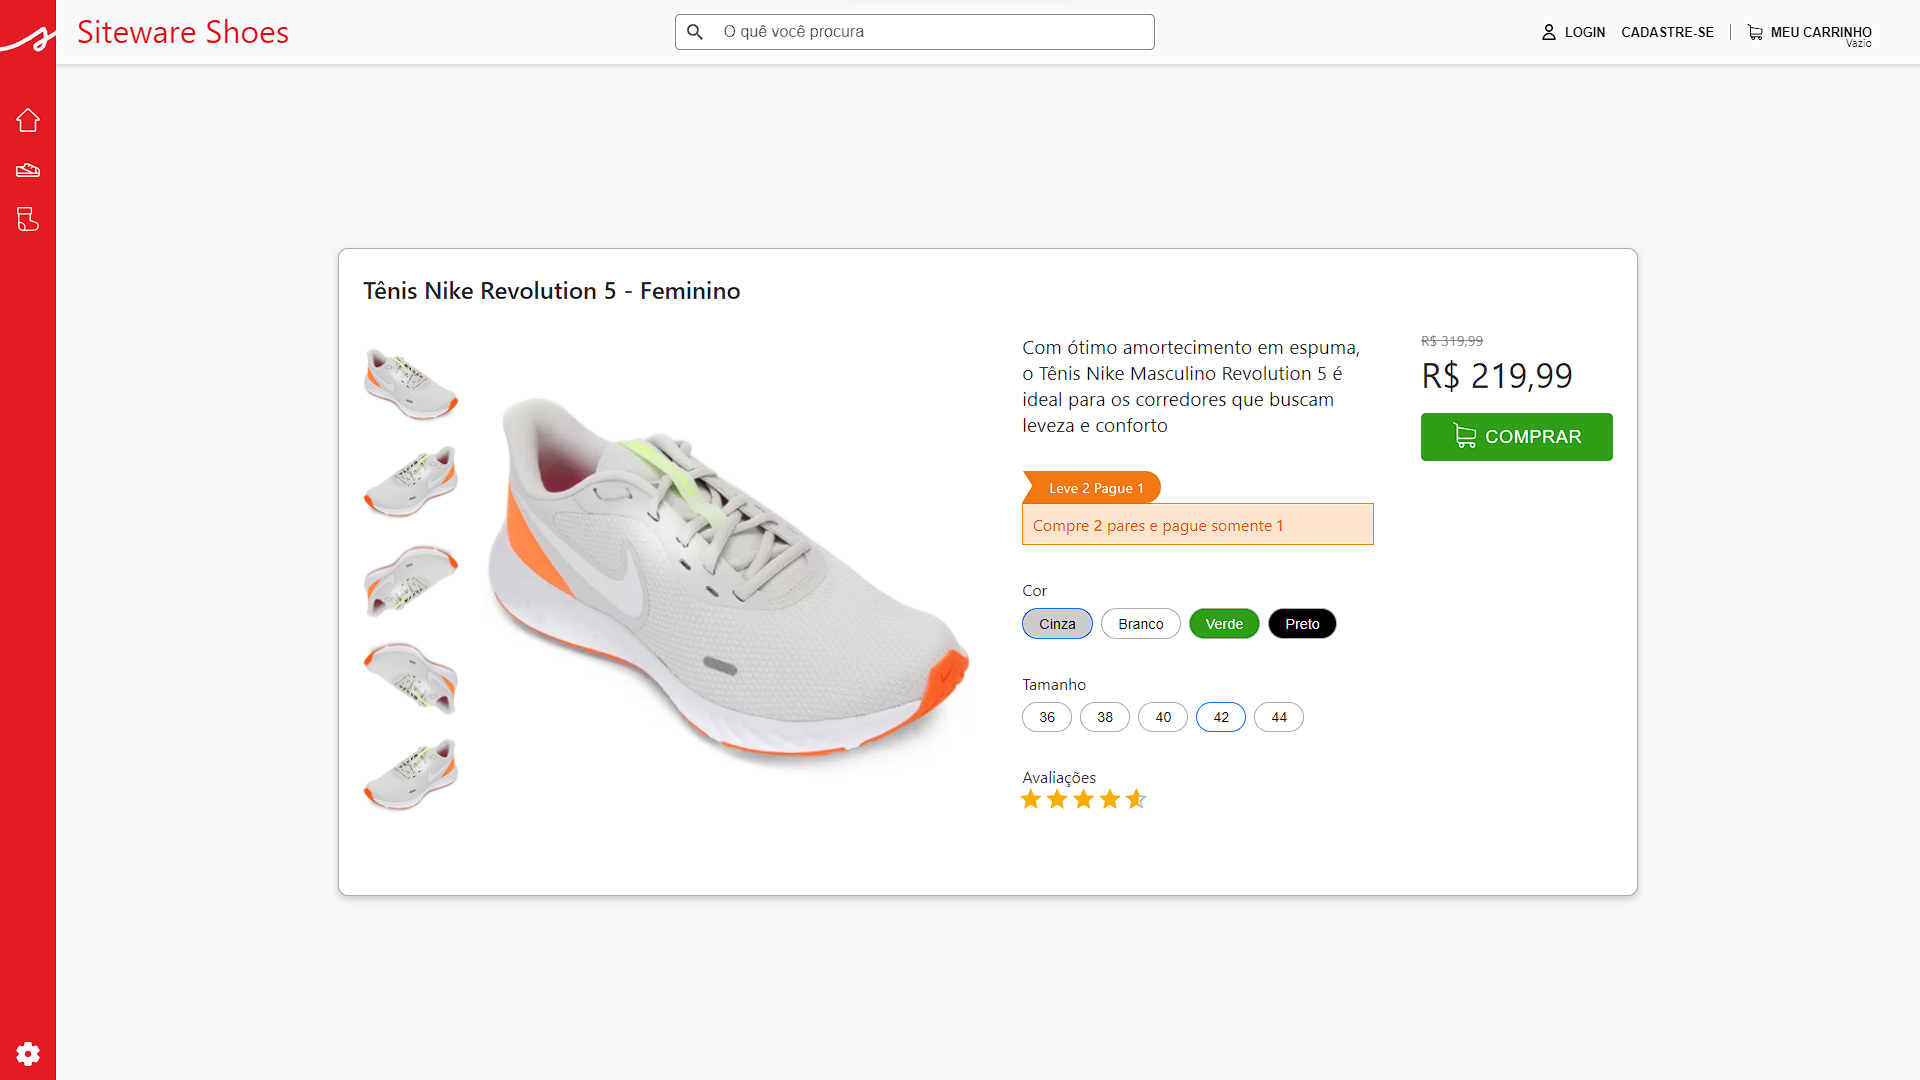 Siteware Shoes
O quê você procura
LOGIN
CADASTRE-SE
MEU CARRINHO
Vazio
Tênis Nike Revolution 5 - Feminino
Com ótimo amortecimento em espuma,
o Tênis Nike Masculino Revolution 5 é
ideal para os corredores que buscam
leveza e conforto
R$ 319,99
R$ 219,99
COMPRAR
Leve 2 Pague 1
Compre 2 pares e pague somente 1
Cor
Cinza
Branco
Verde
Preto
Tamanho
36
38
40
42
44
Avaliações